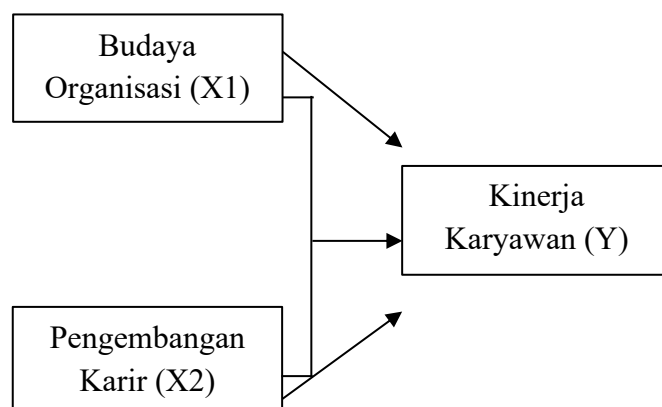 Budaya
Organisasi (X1)
Kinerja
Karyawan (Y)
Pengembangan
Karir (X2)